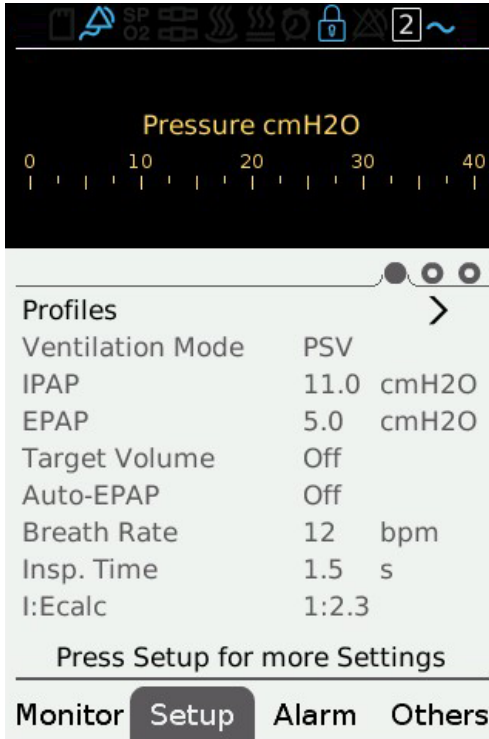 SP
O2
2
Pressure cmH2O
0 10 20 30 40
Profiles
Ventilation Mode PSV
IPAP 11.0 cmH2O
EPAP 5.0 cmH2O
Target Volume Off
Auto-EPAP Off
Breath Rate 12 bpm
Insp. Time 1.5 s
I:Ecalc 1:2.3
Press Setup for more Settings
Monitor Setup Alarm Others